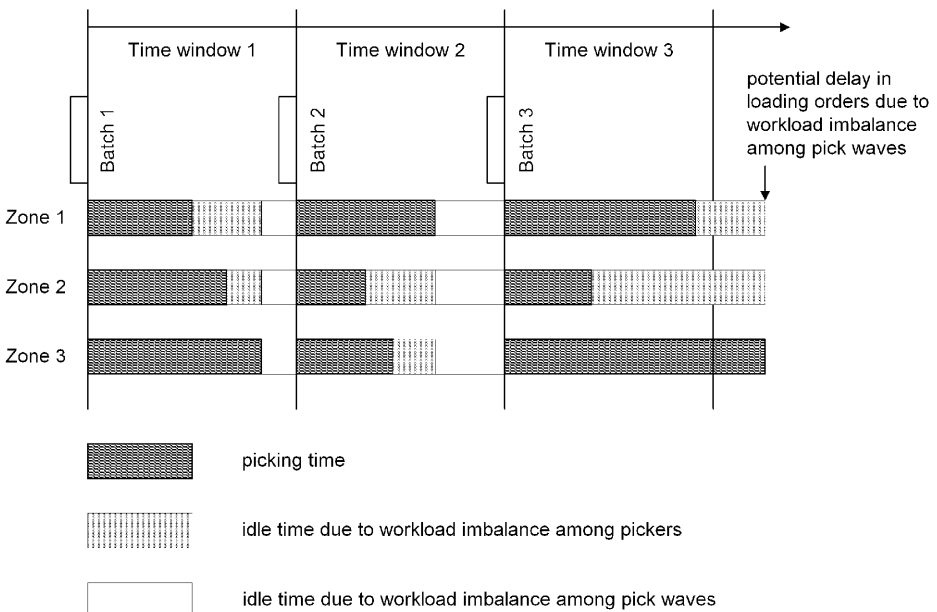 Time window 1
Time window 2
Time window 3
potential delay in
loading orders due to
workload imbalance
among pick waves
Batch 1
Batch 2
Batch 3
Zone 1
Zone 2
Zone 3
picking time
idle time due to workload imbalance among pickers
idle time due to workload imbalance among pick waves